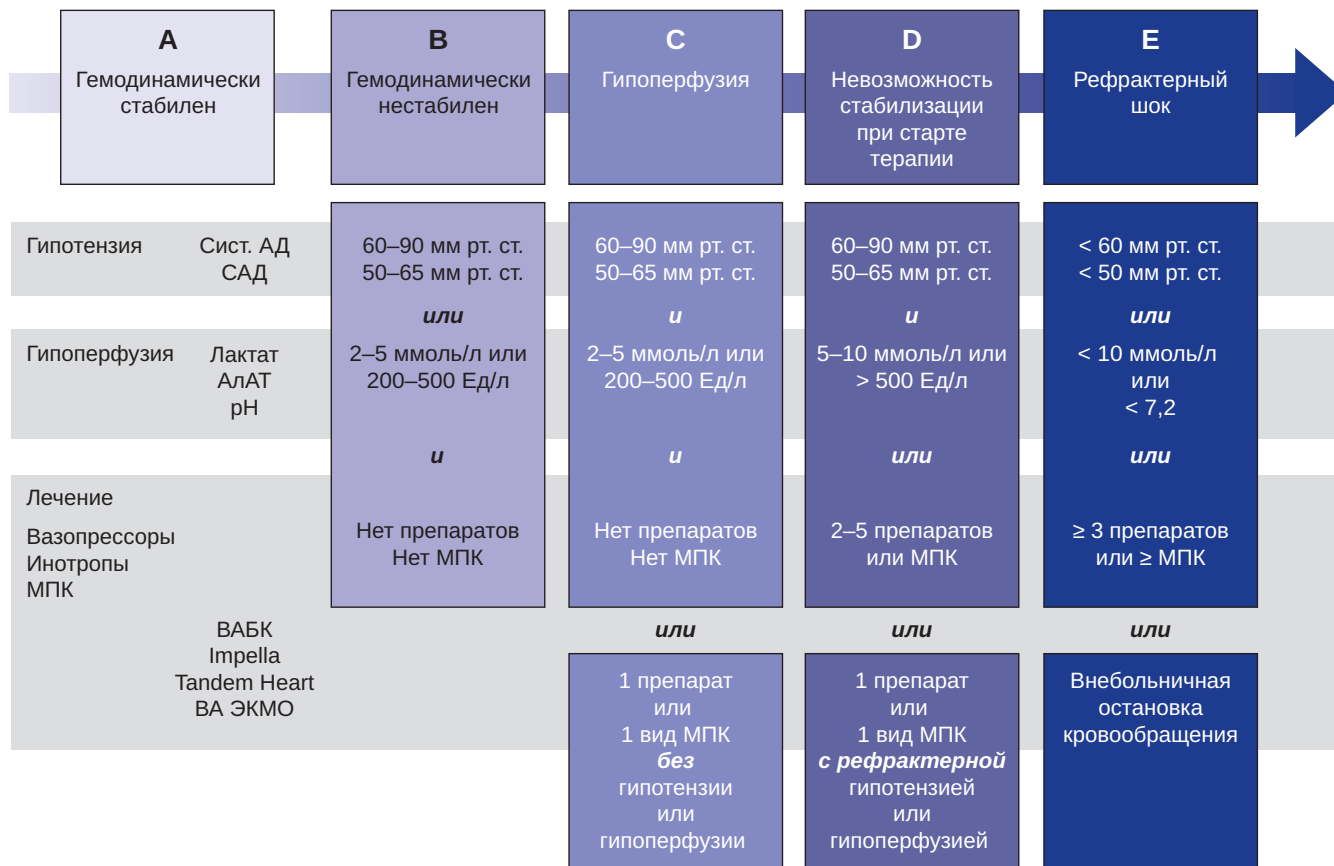 A
Гемодинамически
стабилен
B
Гемодинамически
нестабилен
C
Гипоперфузия
D
Невозможность
стабилизации
при старте
терапии
E
Рефрактерный
шок
Гипотензия
Сист. АД
САД
60–90 мм рт. ст.
50–65 мм рт. ст.
60–90 мм рт. ст.
50–65 мм рт. ст.
60–90 мм рт. ст.
50–65 мм рт. ст.
< 60 мм рт. ст.
< 50 мм рт. ст.
или
и
и
или
Гипоперфузия
Лактат
АлАТ
pH
2–5 ммоль/л или
200–500 Ед/л
2–5 ммоль/л или
200–500 Ед/л
5–10 ммоль/л или
> 500 Ед/л
< 10 ммоль/л
или
< 7,2
и
и
или
или
Лечение
Вазопрессоры
Инотропы
МПК
Нет препаратов
Нет МПК
Нет препаратов
Нет МПК
2–5 препаратов
или МПК
≥ 3 препаратов
или ≥ МПК
ВАБК
Impella
Tandem Heart
ВА ЭКМО
или
или
или
1 препарат
или
1 вид МПК
без
гипотензии
или
гипоперфузии
1 препарат
или
1 вид МПК
с рефрактерной
гипотензией
или
гипоперфузией
Внебольничная
остановка
кровообращения